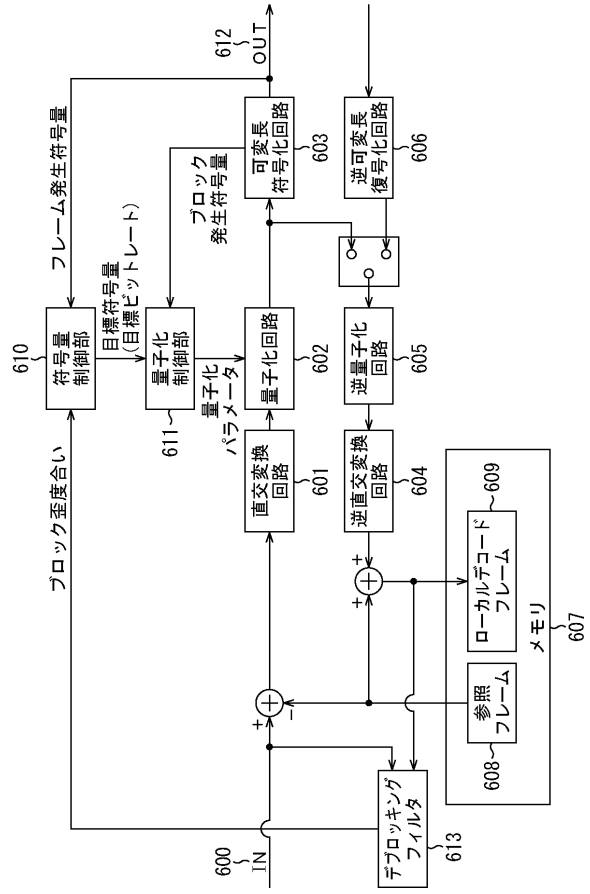 610
符号量
制御部
フレーム発生符号量
ブロック歪度合い
目標符号量
(目標ビットレート)
量子化
制御部
611
ブロック
発生符号量
量子化
パラメータ
600
IN
+
−
直交変換
回路
601
量子化回路
602
可変長
符号化回路
603
612
OUT
デブロッキング
フィルタ
613
+
+
逆直交変換
回路
604
逆量子化
回路
605
逆可変長
復号化回路
606
参照
フレーム
608
ローカルデコード
フレーム
609
メモリ
607